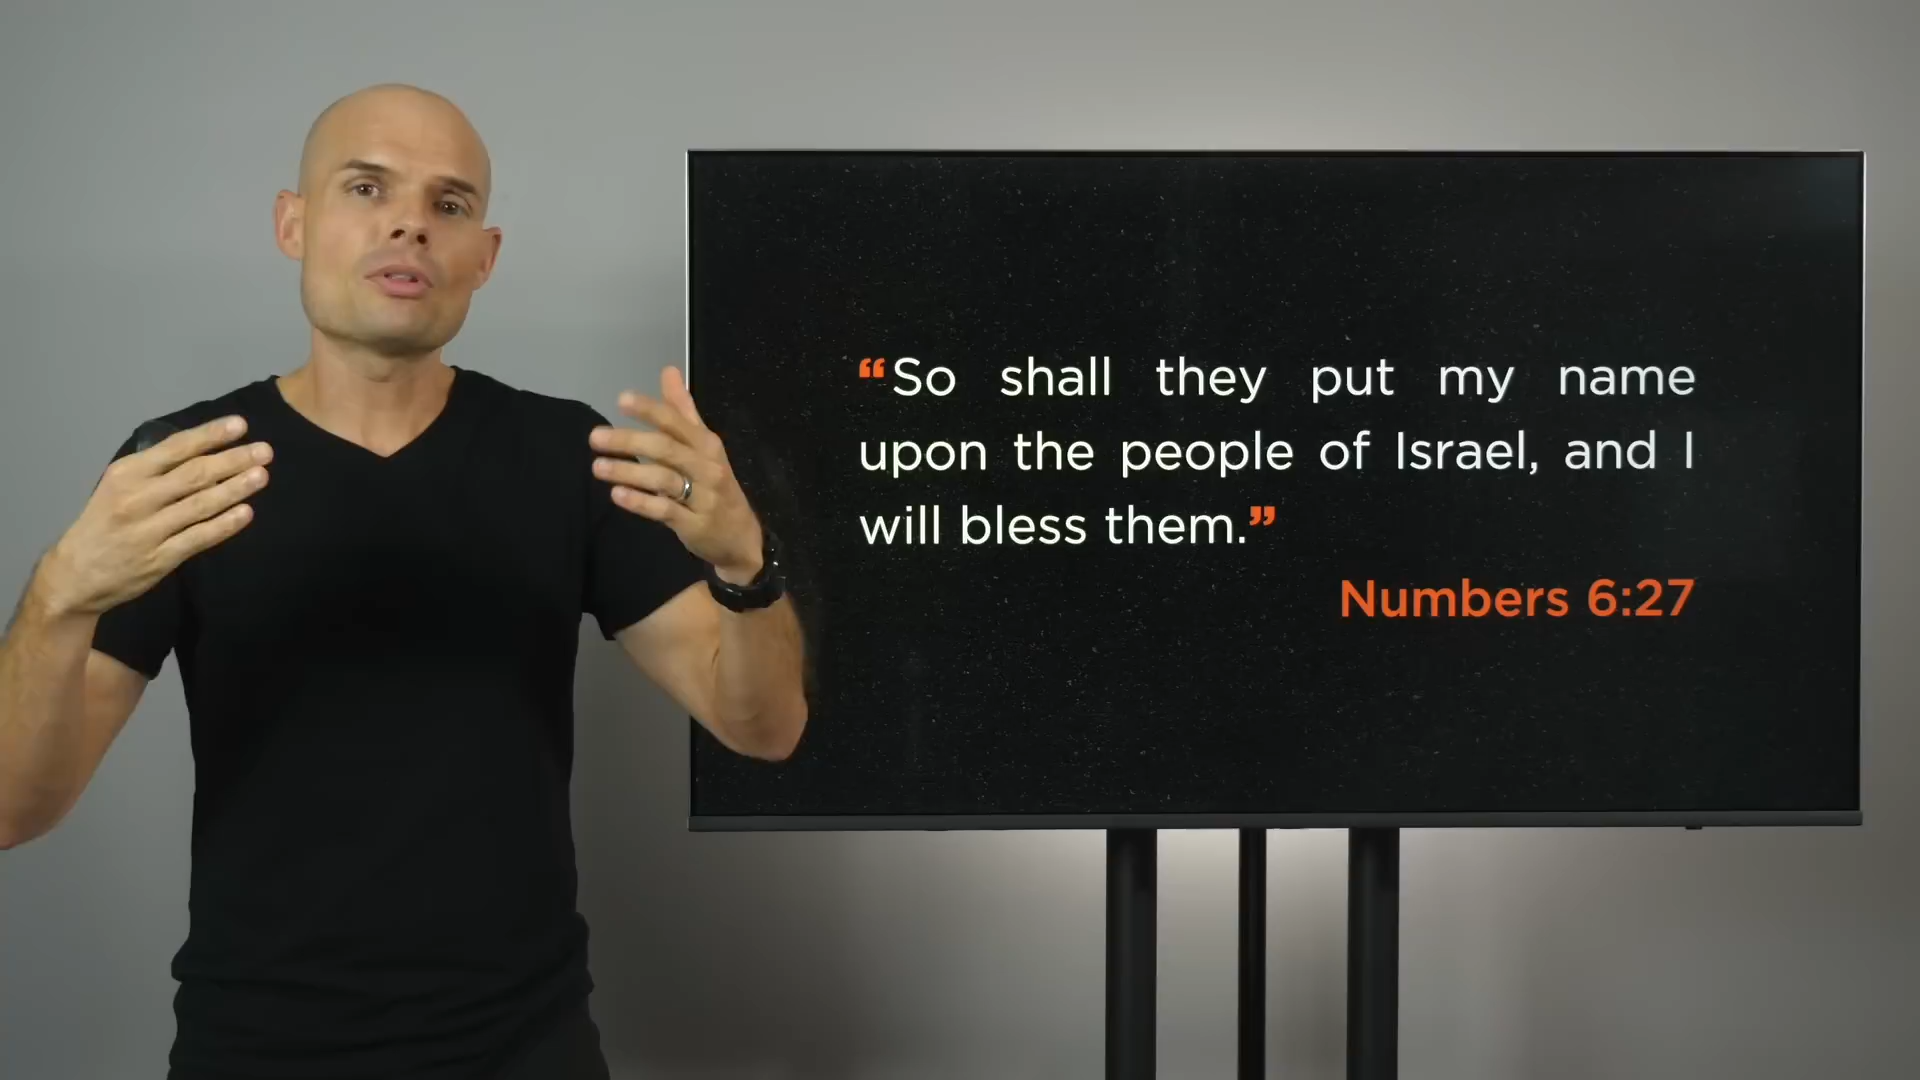 “So shall they put my name
upon the people of Israel, and I
will bless them.”
Numbers 6:27